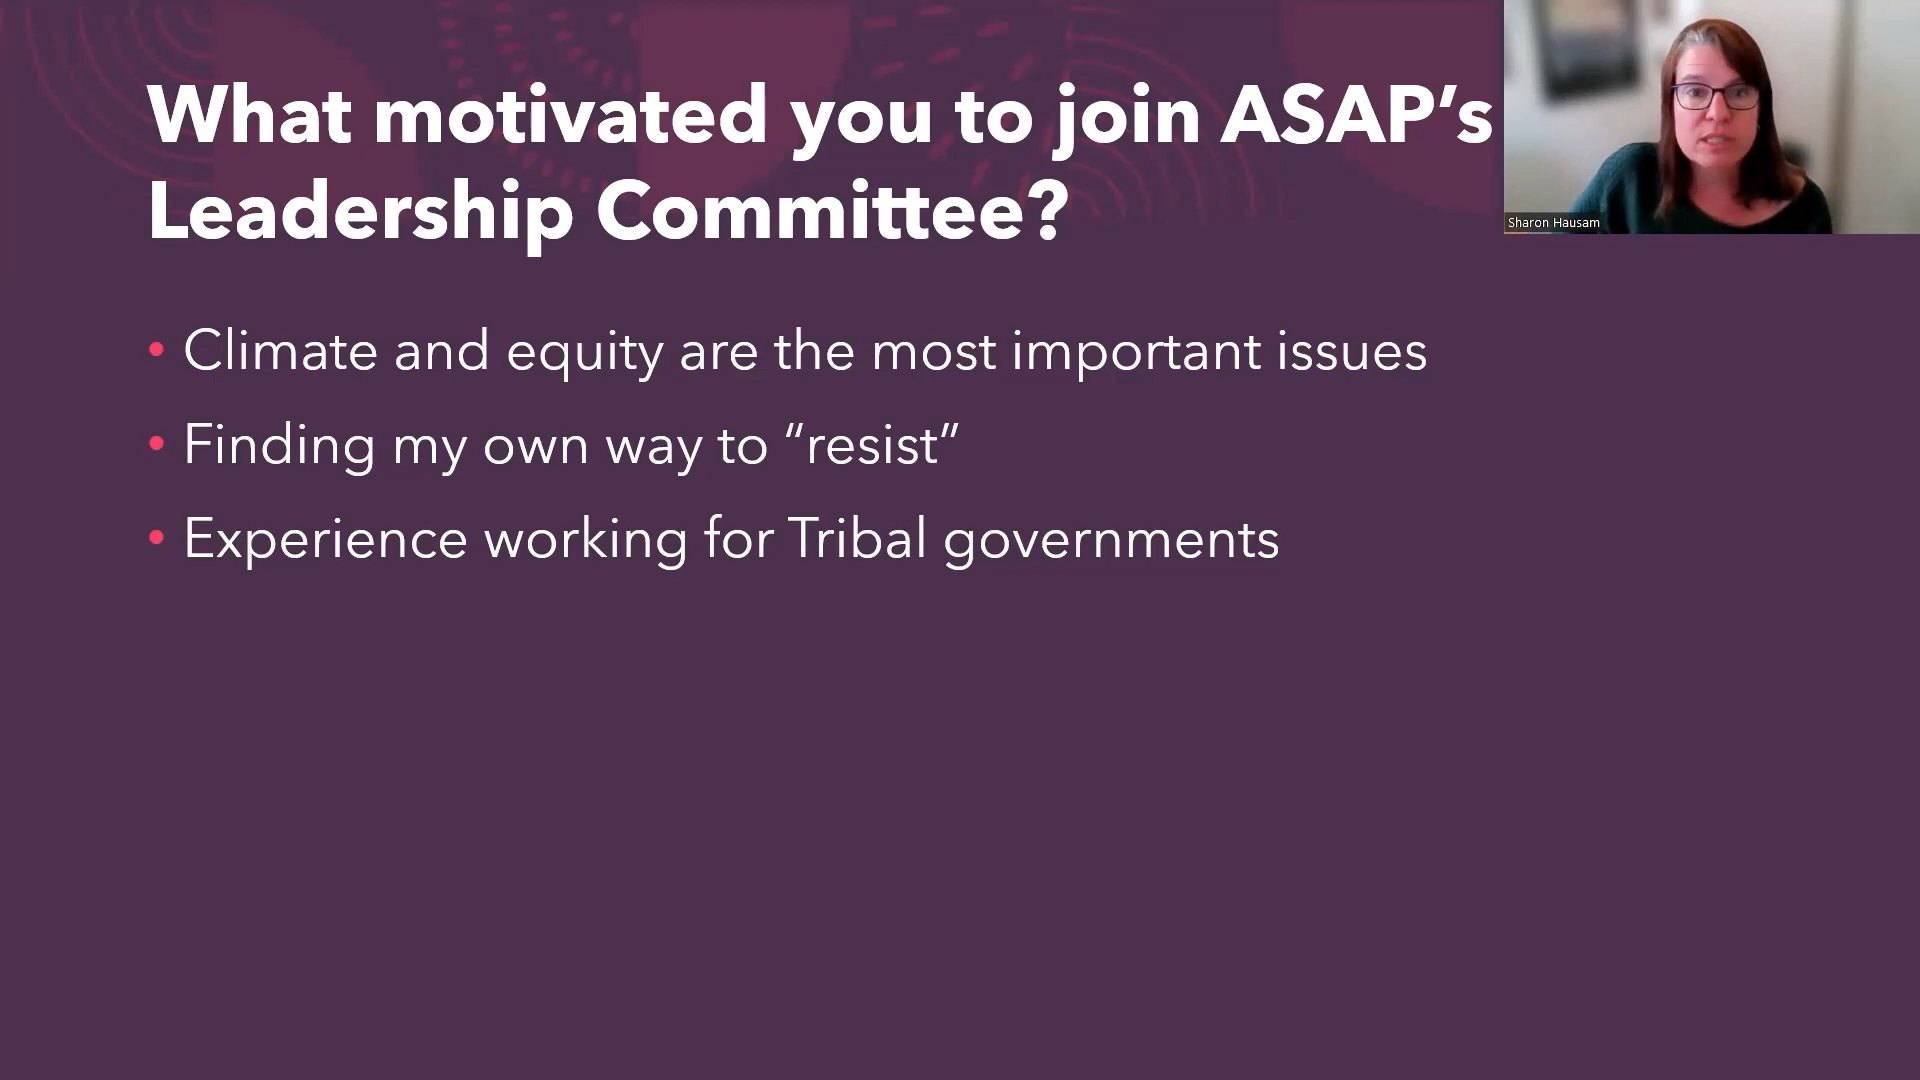 What motivated you to join ASAP’s
Leadership Committee?
• Climate and equity are the most important issues
• Finding my own way to “resist”
• Experience working for Tribal governments
Sharon Hausam